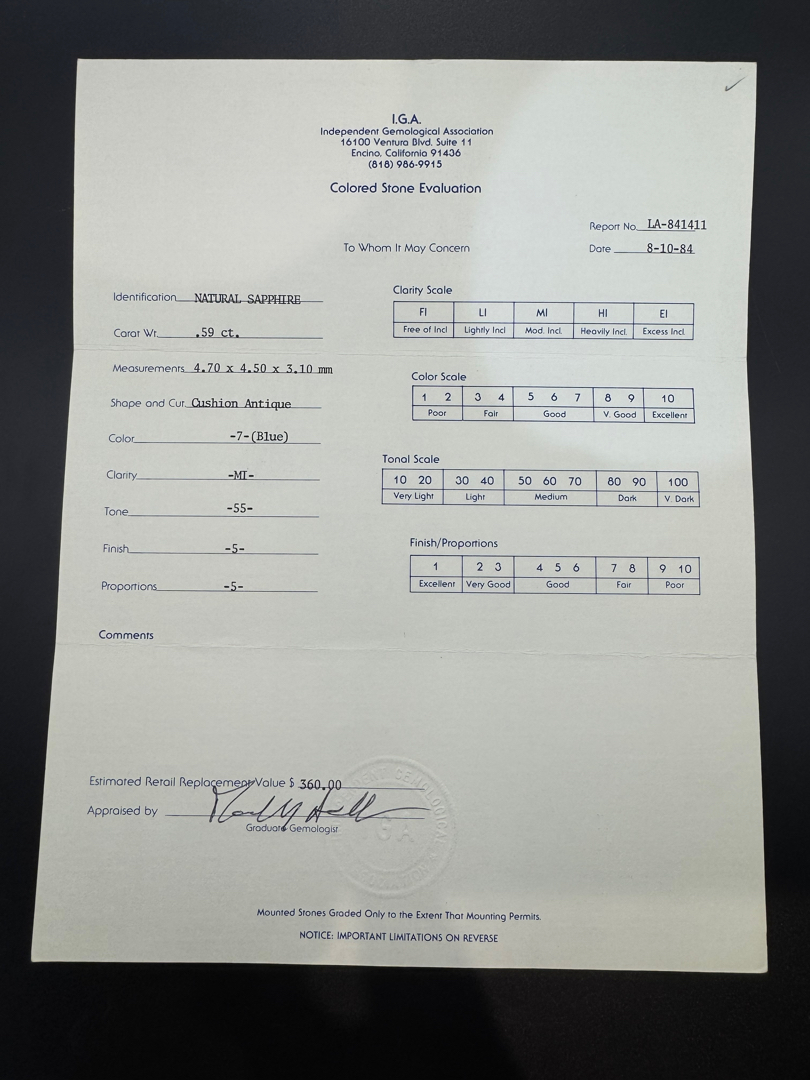 I.G.A.
Independent Gemological Association
16100 Ventura Blvd. Suite 11
Encino, California 91436
(818) 986-9915
Colored Stone Evaluation
Report No. LA-841411
To Whom It May Concern
Date 8-10-84
Identification NATURAL SAPPHIRE
Carat Wt. .59 ct.
Measurements 4.70 x 4.50 x 3.10 mm
Shape and Cut Cushion Antique
Color -7-(Blue)
Clarity -MI-
Tone -55-
Finish -5-
Proportions -5-
Clarity Scale
FI LI MI HI EI
Free of Incl Lightly Incl Mod. Incl. Heavily Incl. Excess Incl.
Color Scale
1 2 3 4 5 6 7 8 9 10
Poor Fair Good V. Good Excellent
Tonal Scale
10 20 30 40 50 60 70 80 90 100
Very Light Light Medium Dark V. Dark
Finish/Proportions
1 2 3 4 5 6 7 8 9 10
Excellent Very Good Good Fair Poor
Comments
Estimated Retail Replacement Value $ 360.00
Appraised by
Graduate Gemologist
Mounted Stones Graded Only to the Extent That Mounting Permits.
NOTICE: IMPORTANT LIMITATIONS ON REVERSE